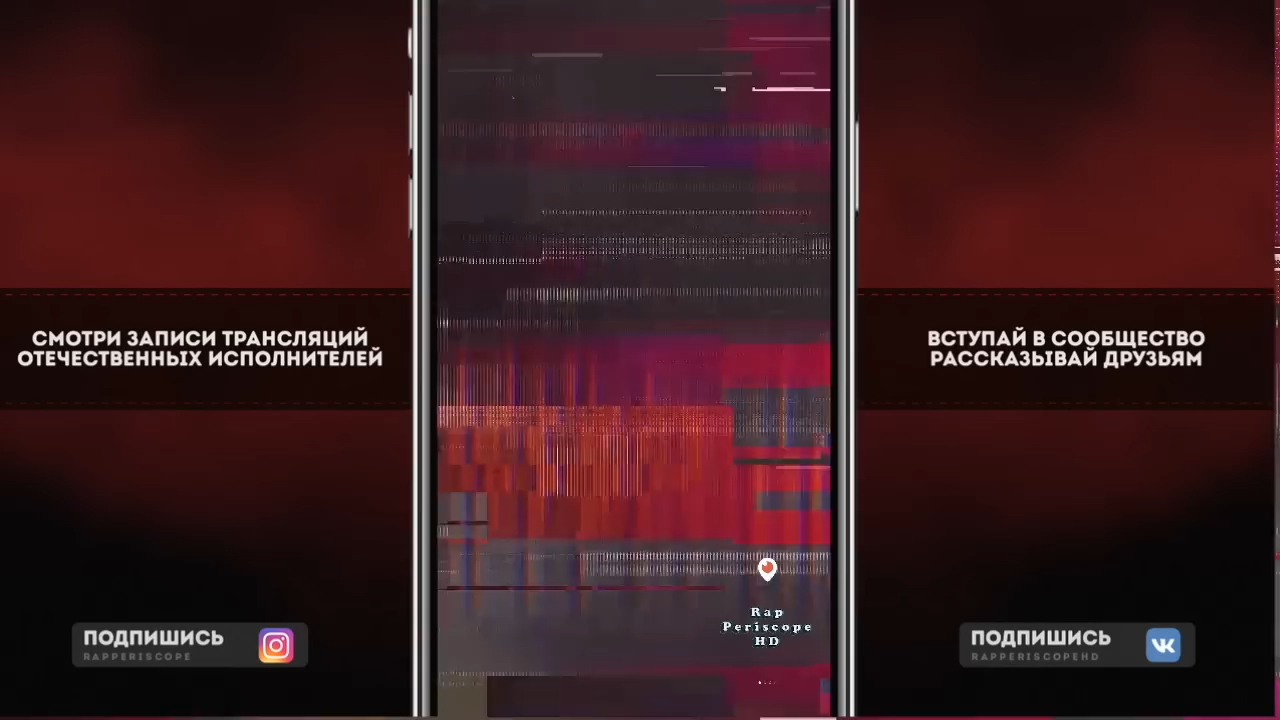 СМОТРИ ЗАПИСИ ТРАНСЛЯЦИЙ
ОТЕЧЕСТВЕННЫХ ИСПОЛНИТЕЛЕЙ
ВСТУПАЙ В СООБЩЕСТВО
РАССКАЗЫВАЙ ДРУЗЬЯМ
Rap
Periscope
HD
ПОДПИШИСЬ
RAPPERISCOPE
ПОДПИШИСЬ
RAPPERISCOPEHD